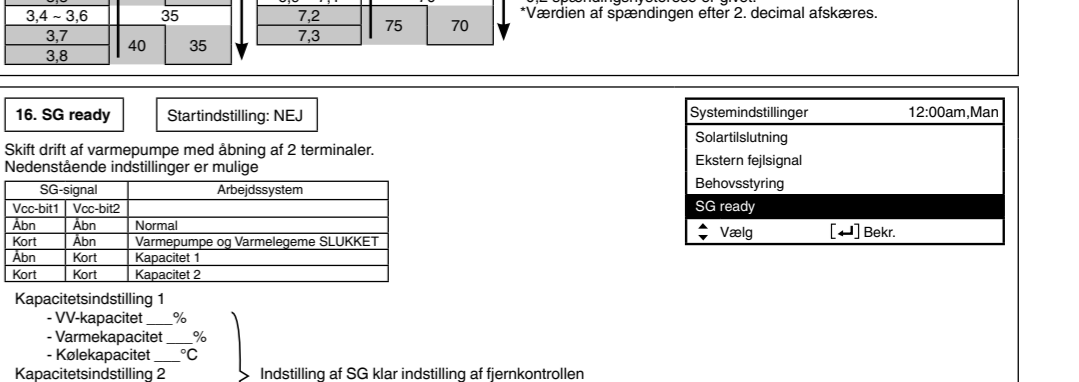 3,4 ~ 3,6 35
3,7
3,8
40 35
7,2
7,3
75 70
*Værdien af spændingen efter 2. decimal afskæres.
16. SG ready
Startindstilling: NEJ
Skift drift af varmepumpe med åbning af 2 terminaler.
Nedenstående indstillinger er mulige
SG-signal Arbejdssystem
Vcc-bit1 Vcc-bit2
Åbn Åbn Normal
Kort Åbn Varmepumpe og Varmelegeme SLUKKET
Åbn Kort Kapacitet 1
Kort Kort Kapacitet 2
Kapacitetsindstilling 1
- VV-kapacitet ___%
- Varmekapacitet ___%
- Kølekapacitet ___°C
Kapacitetsindstilling 2
Indstilling af SG klar indstilling af fjernkontrollen
Systemindstillinger 12:00am,Man
Solartilslutning
Ekstern fejlsignal
Behovsstyring
SG ready
Vælg [↵] Bekr.